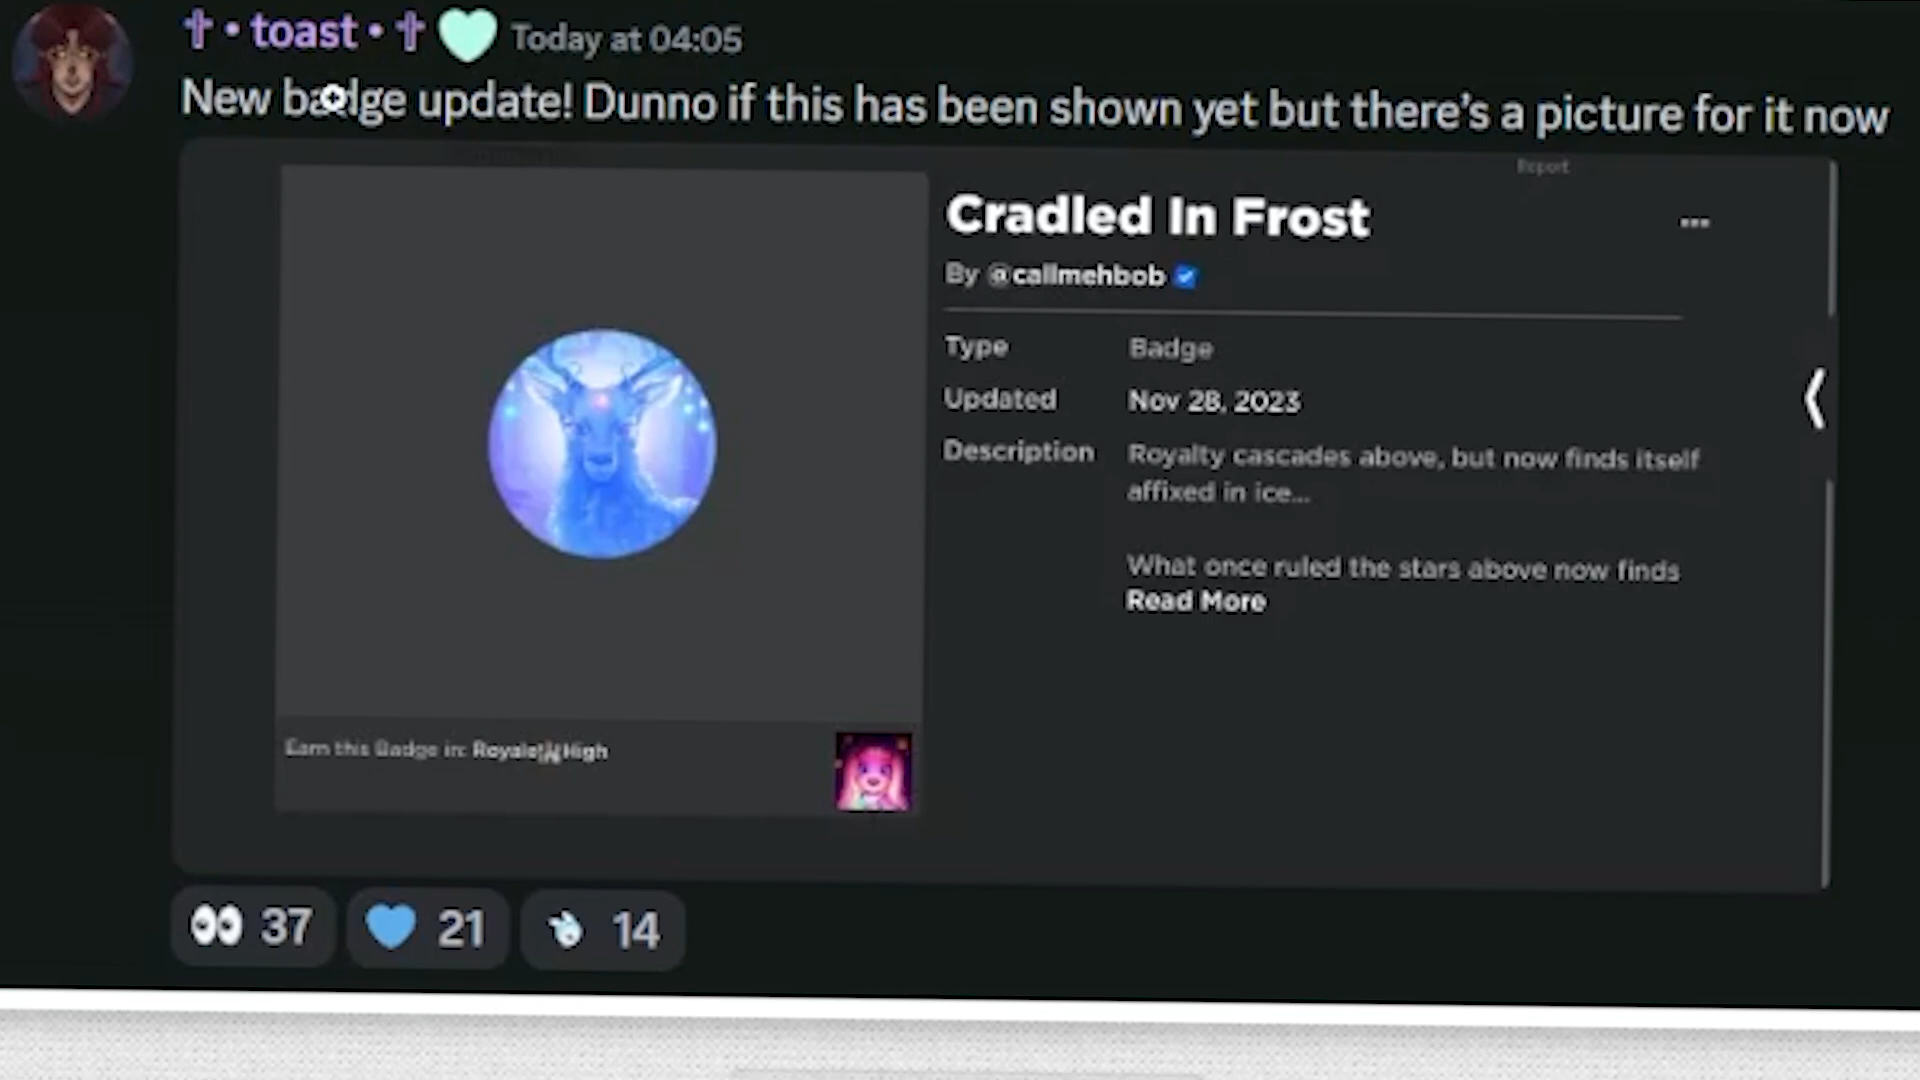 ✝ • toast • ✝ Today at 04:05
New badge update! Dunno if this has been shown yet but there's a picture for it now
Report
Cradled In Frost
By @callmehbob
Type Badge
Updated Nov 28, 2023
Description Royalty cascades above, but now finds itself
affixed in ice...
What once ruled the stars above now finds
Read More
Earn this Badge in: Royale🏰High
37 21 14